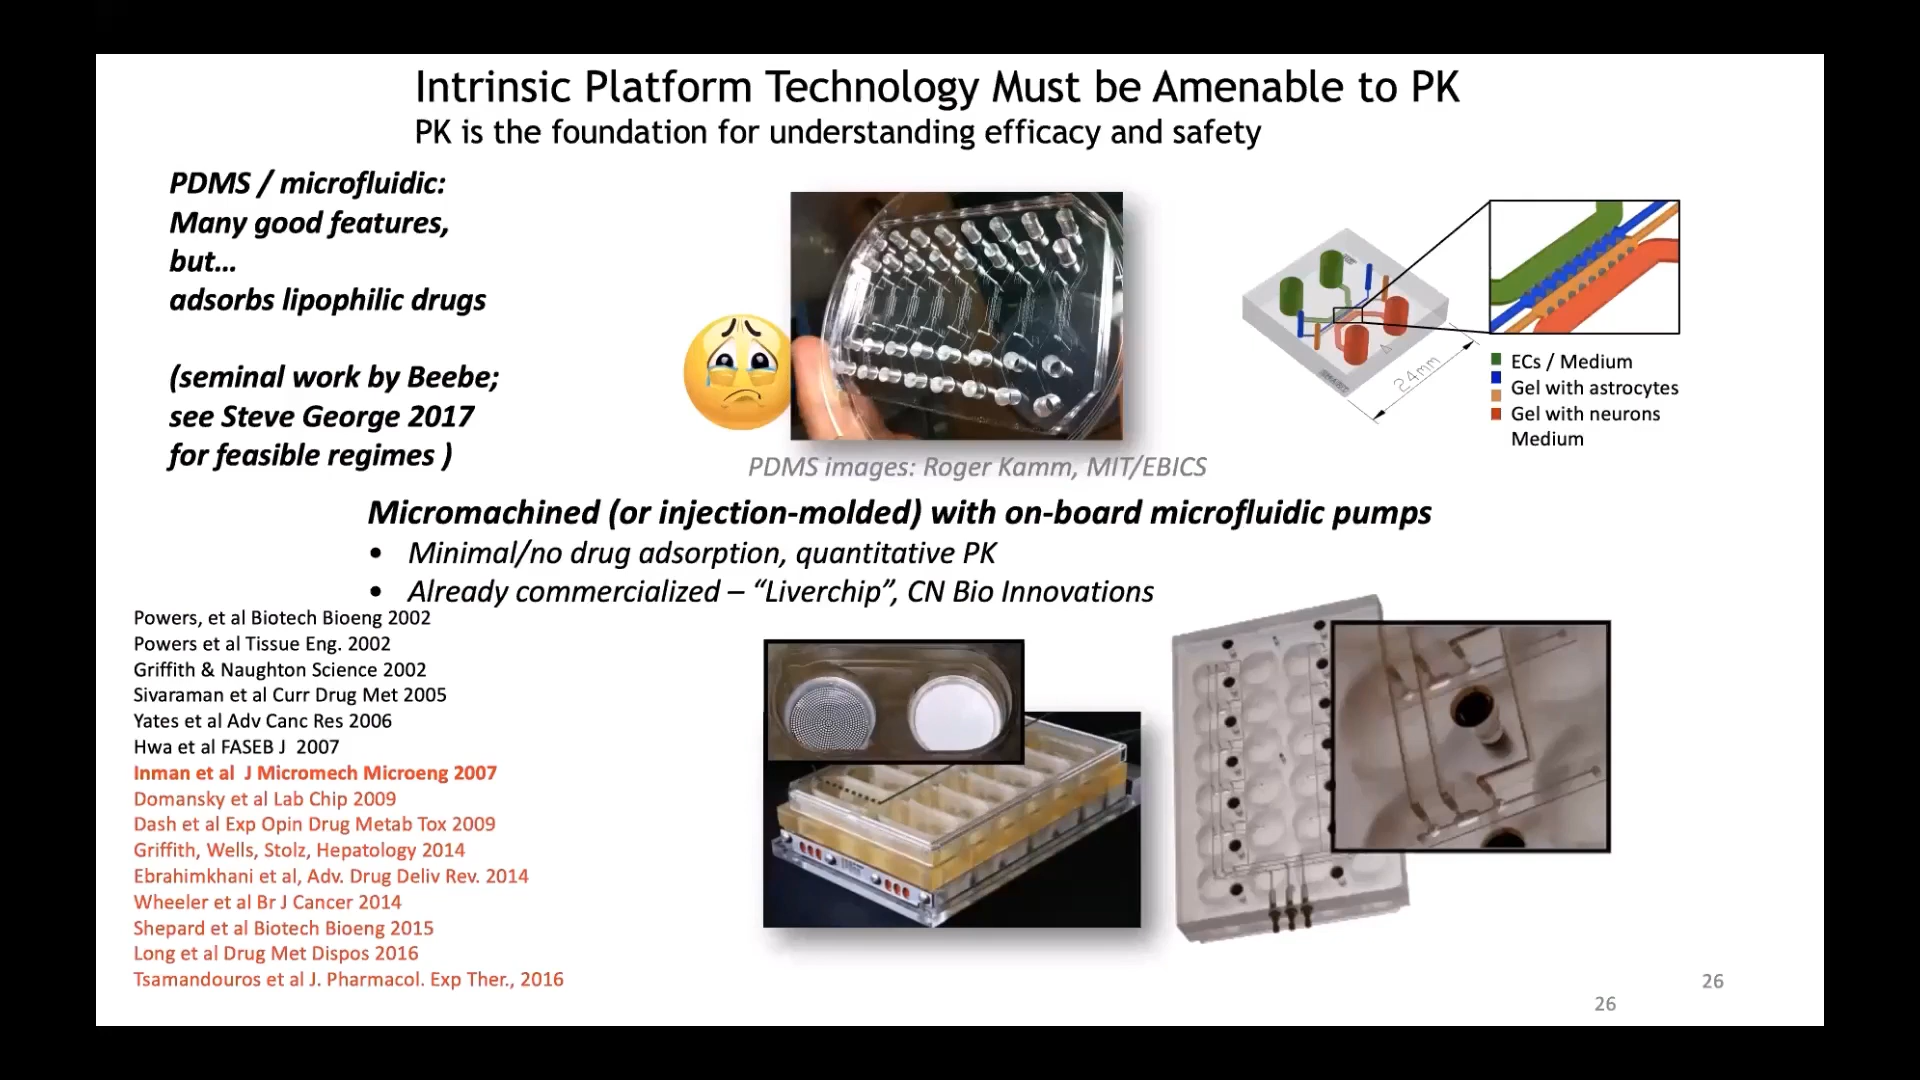 Intrinsic Platform Technology Must be Amenable to PK
PK is the foundation for understanding efficacy and safety
PDMS / microfluidic:
Many good features,
but...
adsorbs lipophilic drugs
(seminal work by Beebe;
see Steve George 2017
for feasible regimes )
24mm
ECs / Medium
Gel with astrocytes
Gel with neurons
Medium
PDMS images: Roger Kamm, MIT/EBICS
Micromachined (or injection-molded) with on-board microfluidic pumps
• Minimal/no drug adsorption, quantitative PK
• Already commercialized – “Liverchip”, CN Bio Innovations
Powers, et al Biotech Bioeng 2002
Powers et al Tissue Eng. 2002
Griffith & Naughton Science 2002
Sivaraman et al Curr Drug Met 2005
Yates et al Adv Canc Res 2006
Hwa et al FASEB J 2007
Inman et al J Micromech Microeng 2007
Domansky et al Lab Chip 2009
Dash et al Exp Opin Drug Metab Tox 2009
Griffith, Wells, Stolz, Hepatology 2014
Ebrahimkhani et al, Adv. Drug Deliv Rev. 2014
Wheeler et al Br J Cancer 2014
Shepard et al Biotech Bioeng 2015
Long et al Drug Met Dispos 2016
Tsamandouros et al J. Pharmacol. Exp Ther., 2016
26
26